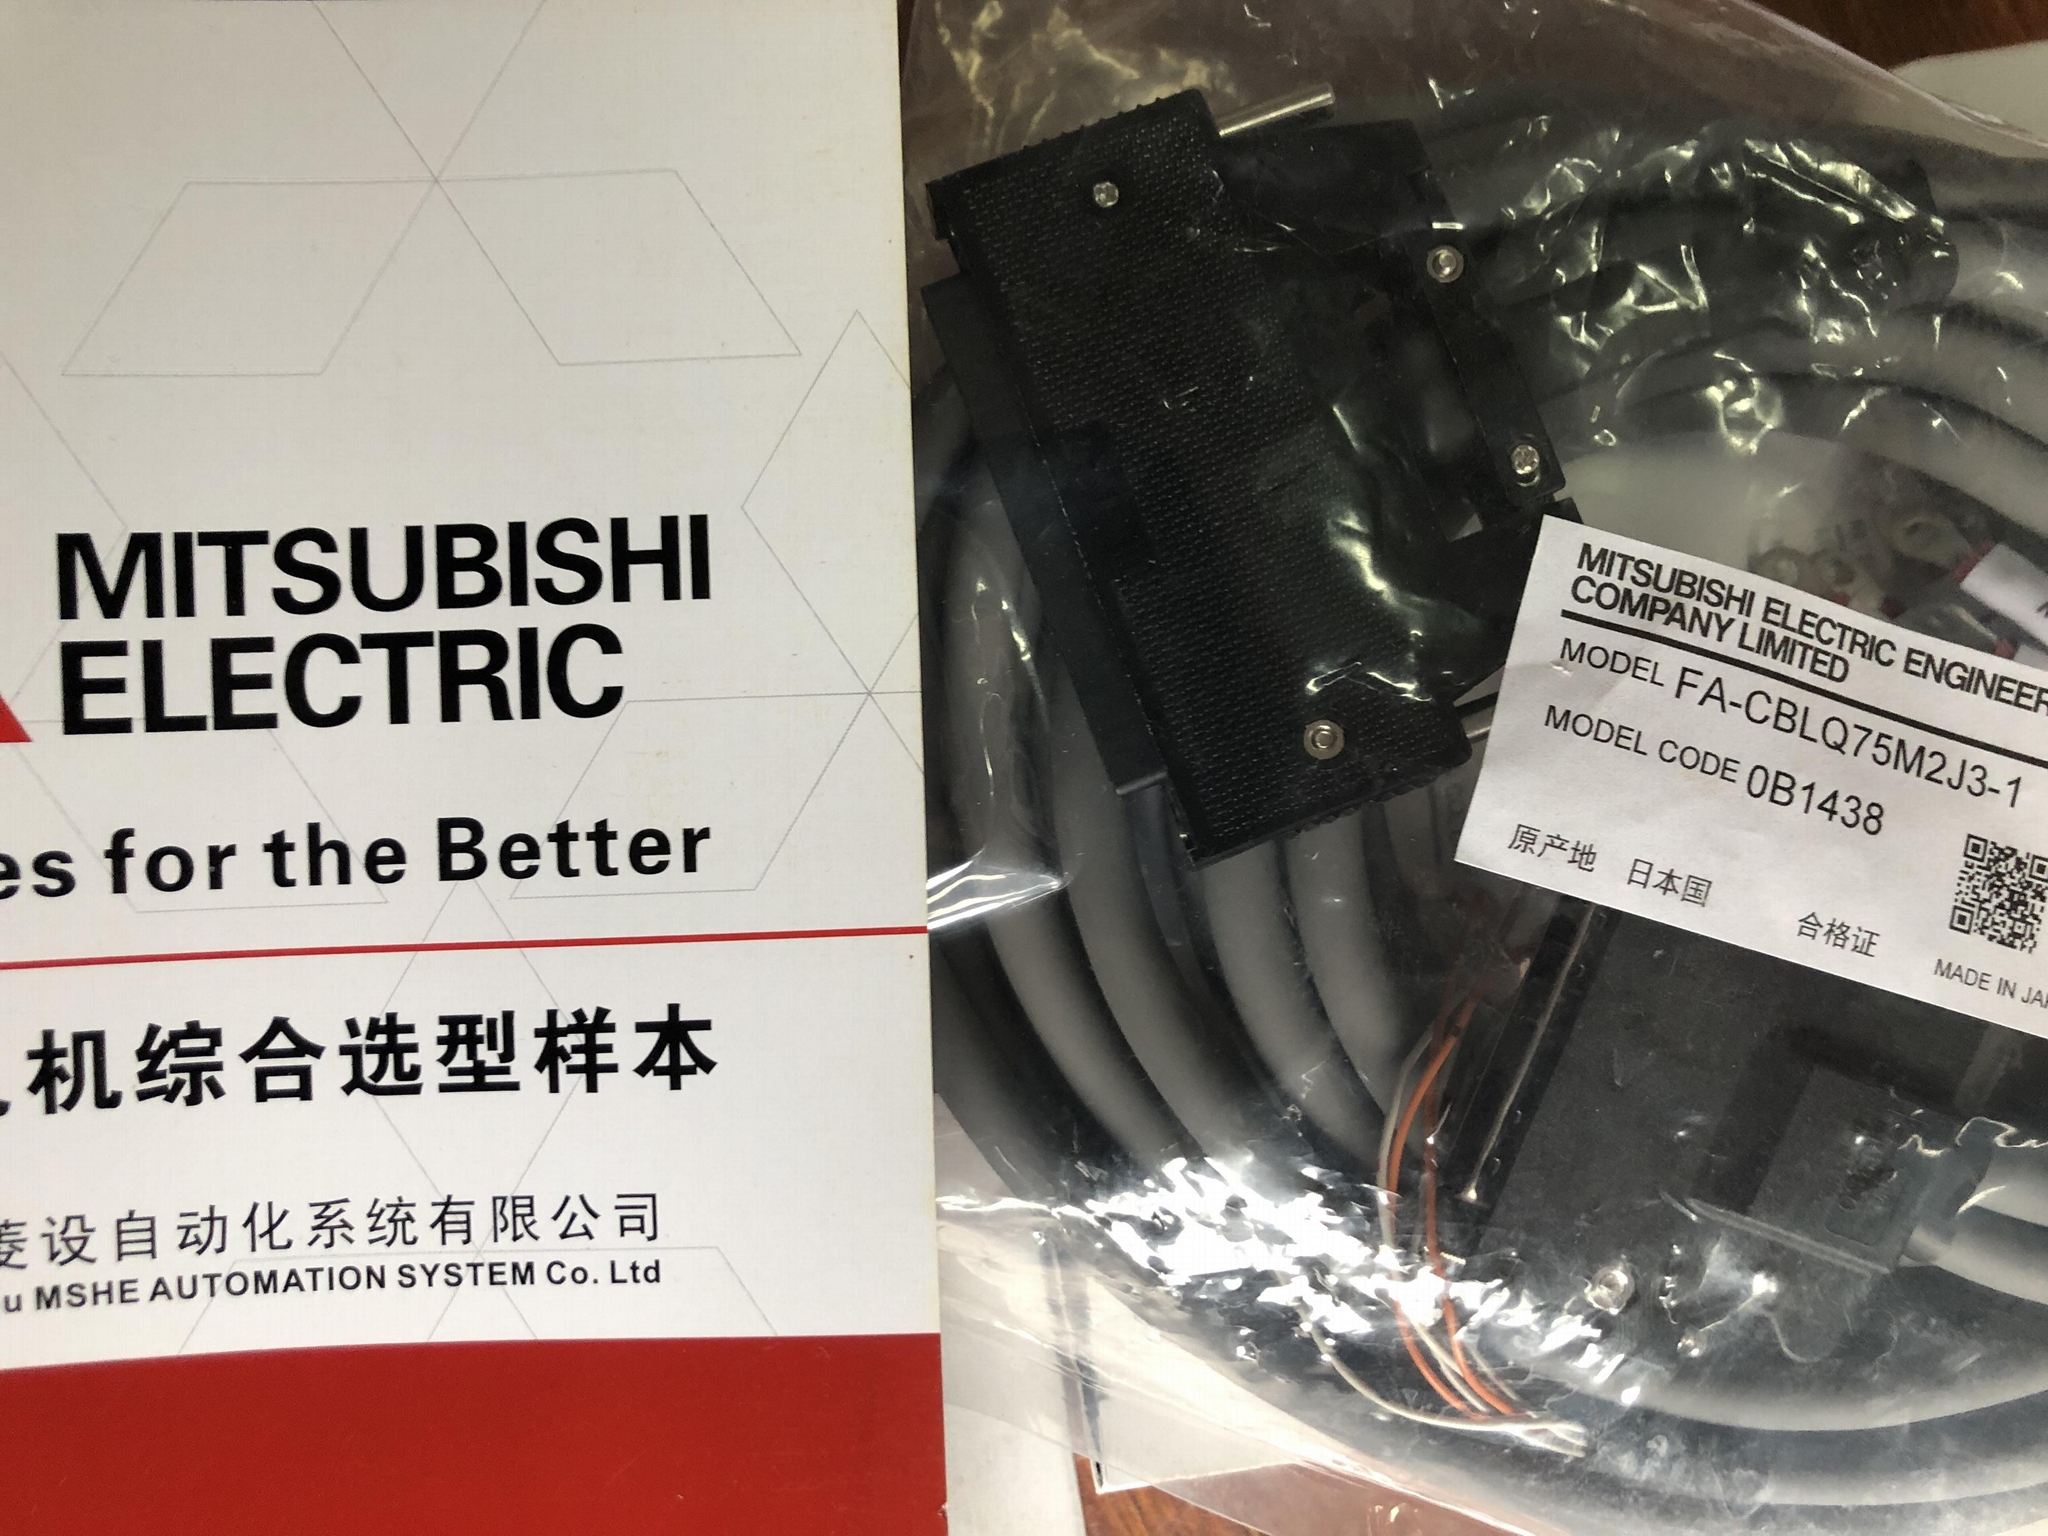 MITSUBISHI
ELECTRIC
es for the Better
机综合选型样本
菱设自动化系统有限公司
u MSHE AUTOMATION SYSTEM Co. Ltd
MITSUBISHI ELECTRIC ENGINEER
COMPANY LIMITED
MODEL FA-CBLQ75M2J3-1
MODEL CODE 0B1438
原产地 日本国
合格证
MADE IN JAP